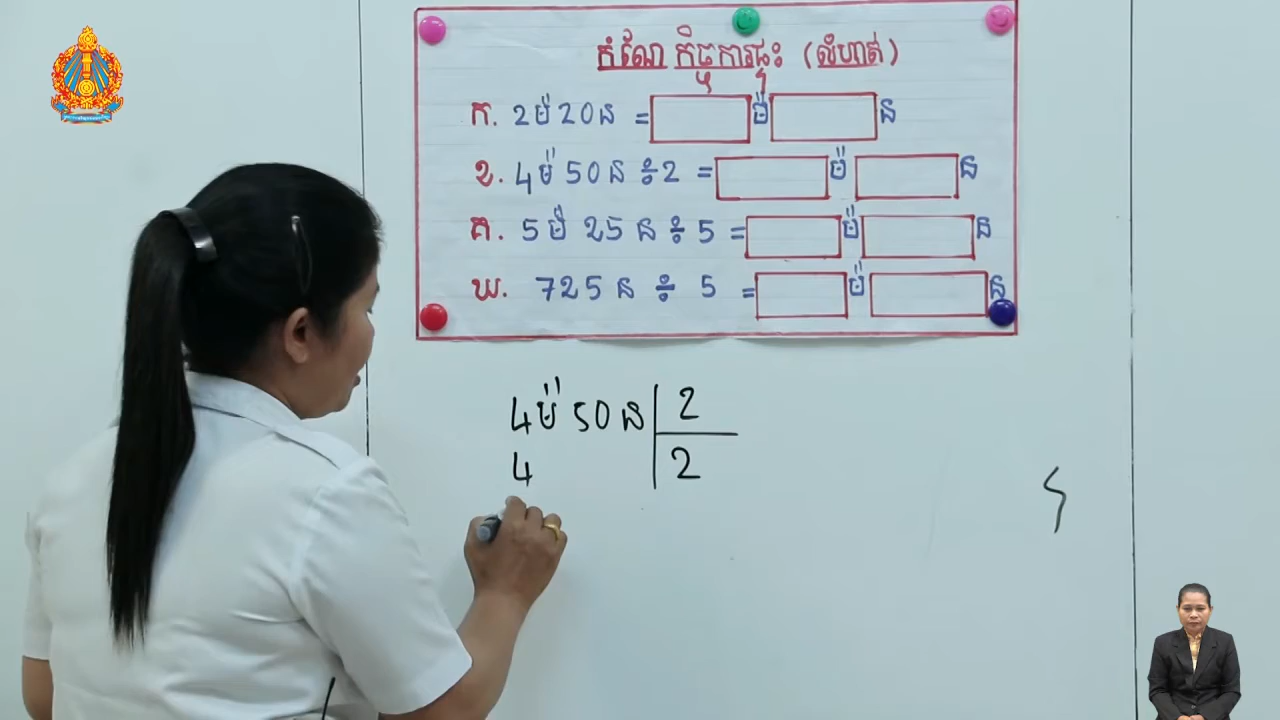 កំណែ កិច្ចការផ្ទះ (លំហាត់)
ក. 2ម៉ 20ន = ម៉ ន
ខ. 4ម៉ 50ន ÷2 = ម៉ ន
គ. 5ម៉ 25ន ÷ 5 = ម៉ ន
ឃ. 725ន ÷ 5 = ម៉ ន
4ម៉ 50ន 2
4 2